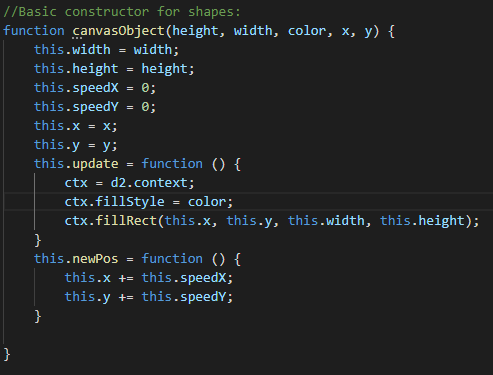 //Basic constructor for shapes:
function canvasObject(height, width, color, x, y) {
    this.width = width;
    this.height = height;
    this.speedX = 0;
    this.speedY = 0;
    this.x = x;
    this.y = y;
    this.update = function () {
        ctx = d2.context;
        ctx.fillStyle = color;
        ctx.fillRect(this.x, this.y, this.width, this.height);
    }
    this.newPos = function () {
        this.x += this.speedX;
        this.y += this.speedY;
    }

}